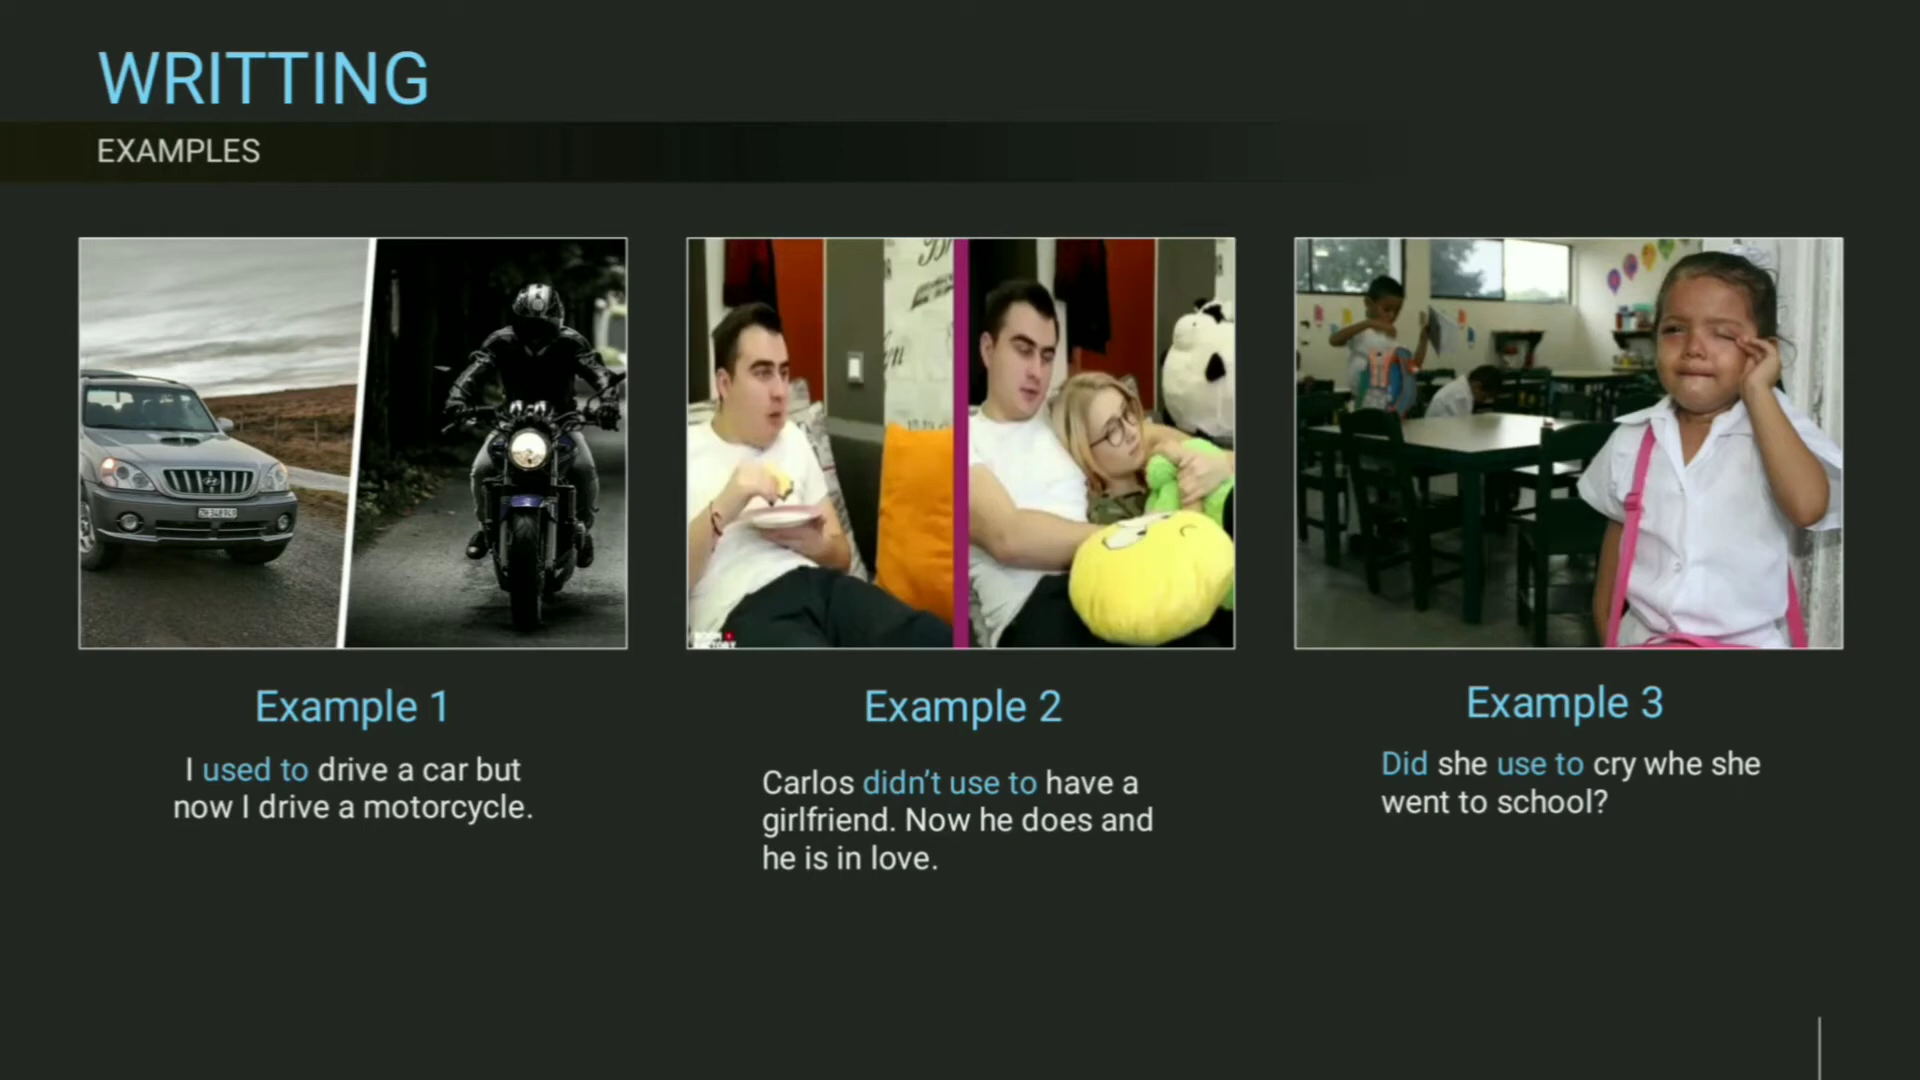 WRITTING
EXAMPLES
Example 1
I used to drive a car but
now I drive a motorcycle.
Example 2
Carlos didn't use to have a
girlfriend. Now he does and
he is in love.
Example 3
Did she use to cry whe she
went to school?